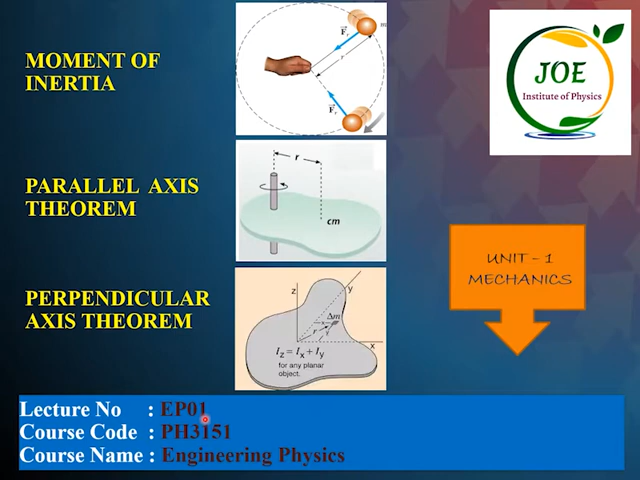 MOMENT OF
INERTIA
F r
m
r
F r
JOE
Institute of Physics
PARALLEL AXIS
THEOREM
r
cm
UNIT – 1
MECHANICS
PERPENDICULAR
AXIS THEOREM
z
y
Δm
r
y
x
x
Iz = Ix + Iy
for any planar
object.
Lecture No : EP01
Course Code : PH3151
Course Name : Engineering Physics